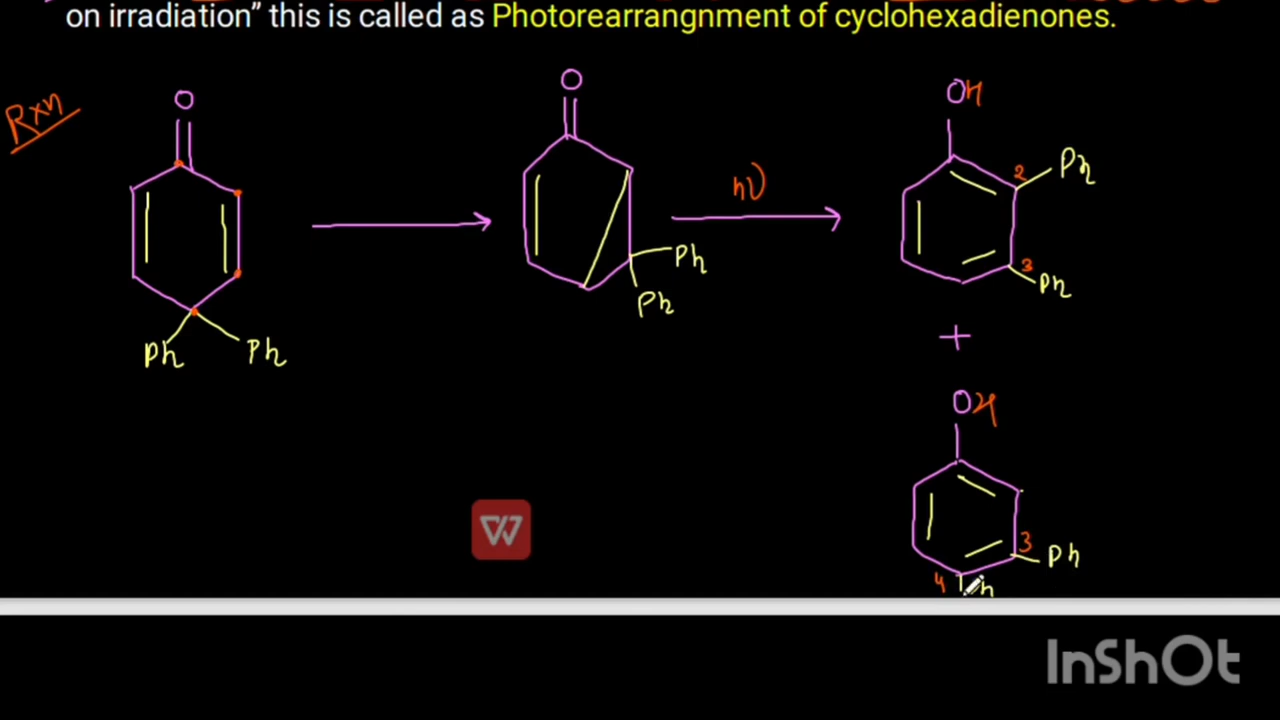 on irradiation” this is called as Photorearrangnment of cyclohexadienones.
Rxn
O
Ph
Ph
O
Ph
Ph
hν
OH
2
Ph
3
Ph
+
OH
3
Ph
4
W
InShOt